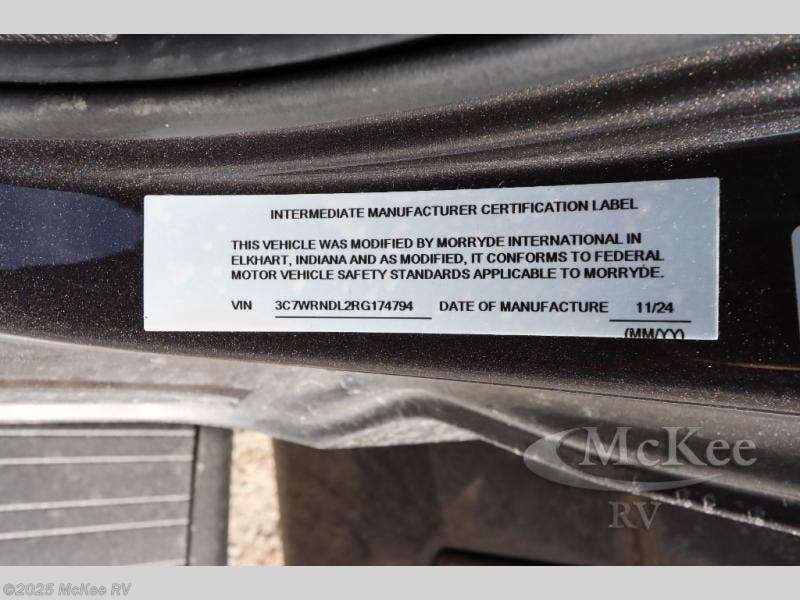 INTERMEDIATE MANUFACTURER CERTIFICATION LABEL
THIS VEHICLE WAS MODIFIED BY MORRYDE INTERNATIONAL IN
ELKHART, INDIANA AND AS MODIFIED, IT CONFORMS TO FEDERAL
MOTOR VEHICLE SAFETY STANDARDS APPLICABLE TO MORRYDE.
VIN 3C7WRNDL2RG174794 DATE OF MANUFACTURE 11/24
(MM/YY)
McKee
RV
©2025 McKee RV